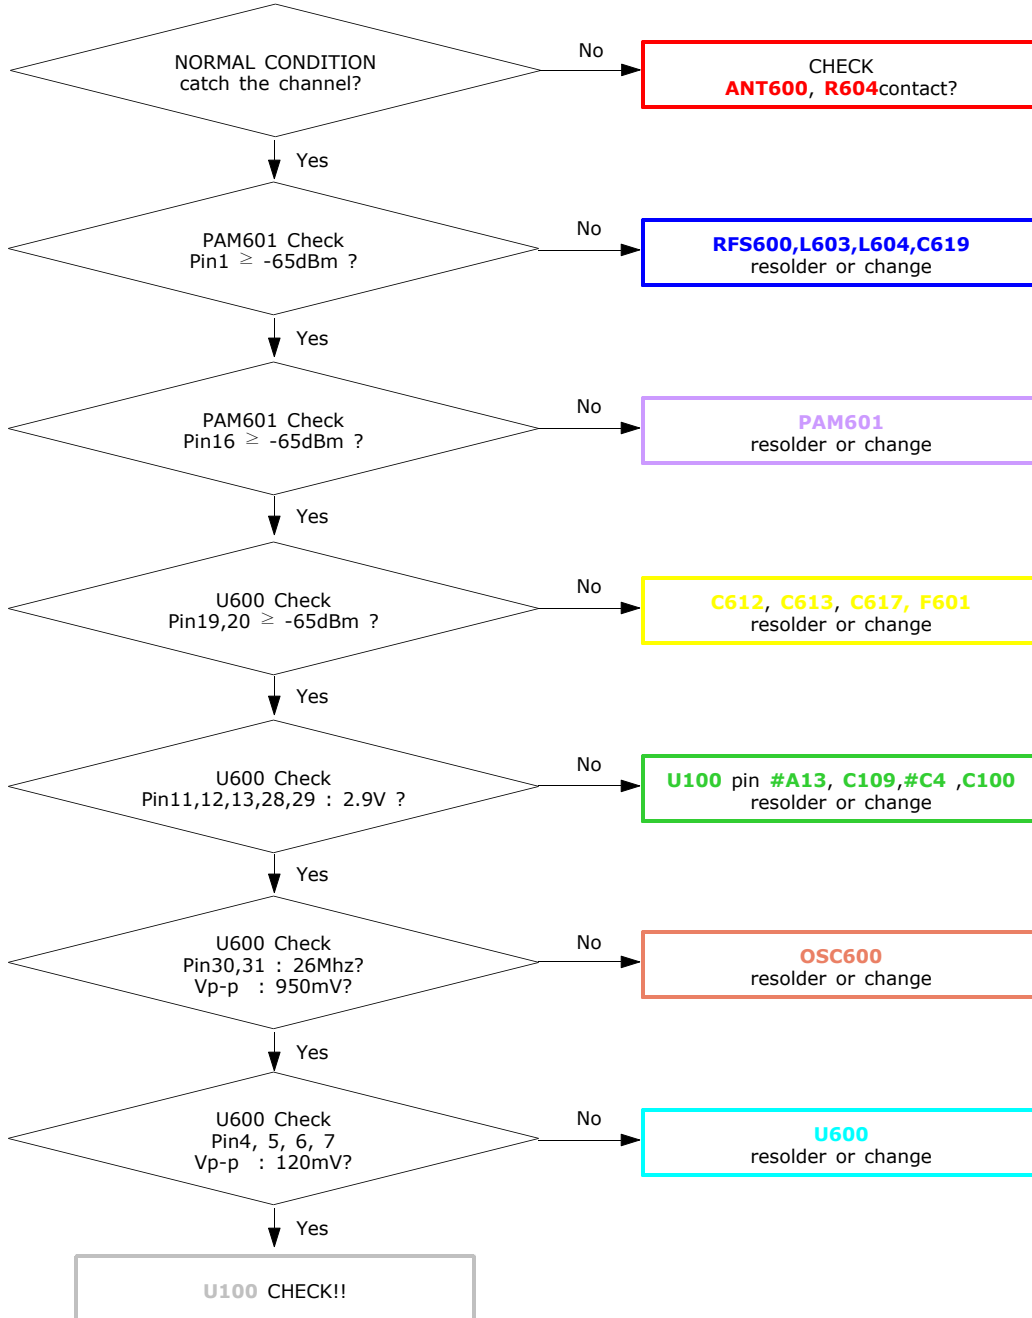 NORMAL CONDITION
catch the channel?
No
CHECK
ANT600, R604contact?
Yes
PAM601 Check
Pin1 ≥ -65dBm ?
No
RFS600,L603,L604,C619
resolder or change
Yes
PAM601 Check
Pin16 ≥ -65dBm ?
No
PAM601
resolder or change
Yes
U600 Check
Pin19,20 ≥ -65dBm ?
No
C612, C613, C617, F601
resolder or change
Yes
U600 Check
Pin11,12,13,28,29 : 2.9V ?
No
U100 pin #A13, C109,#C4 ,C100
resolder or change
Yes
U600 Check
Pin30,31 : 26Mhz?
Vp-p : 950mV?
No
OSC600
resolder or change
Yes
U600 Check
Pin4, 5, 6, 7
Vp-p : 120mV?
No
U600
resolder or change
Yes
U100 CHECK!!